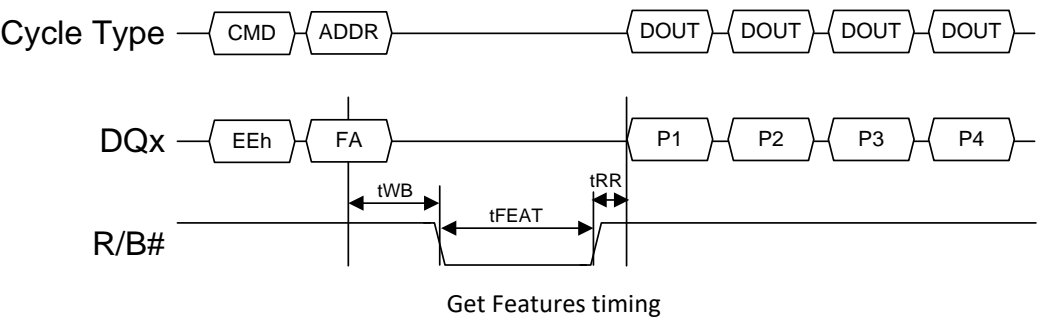 Cycle Type CMD ADDR DOUT DOUT DOUT DOUT
DQx EEh FA P1 P2 P3 P4
tWB tFEAT tRR
R/B#
Get Features timing